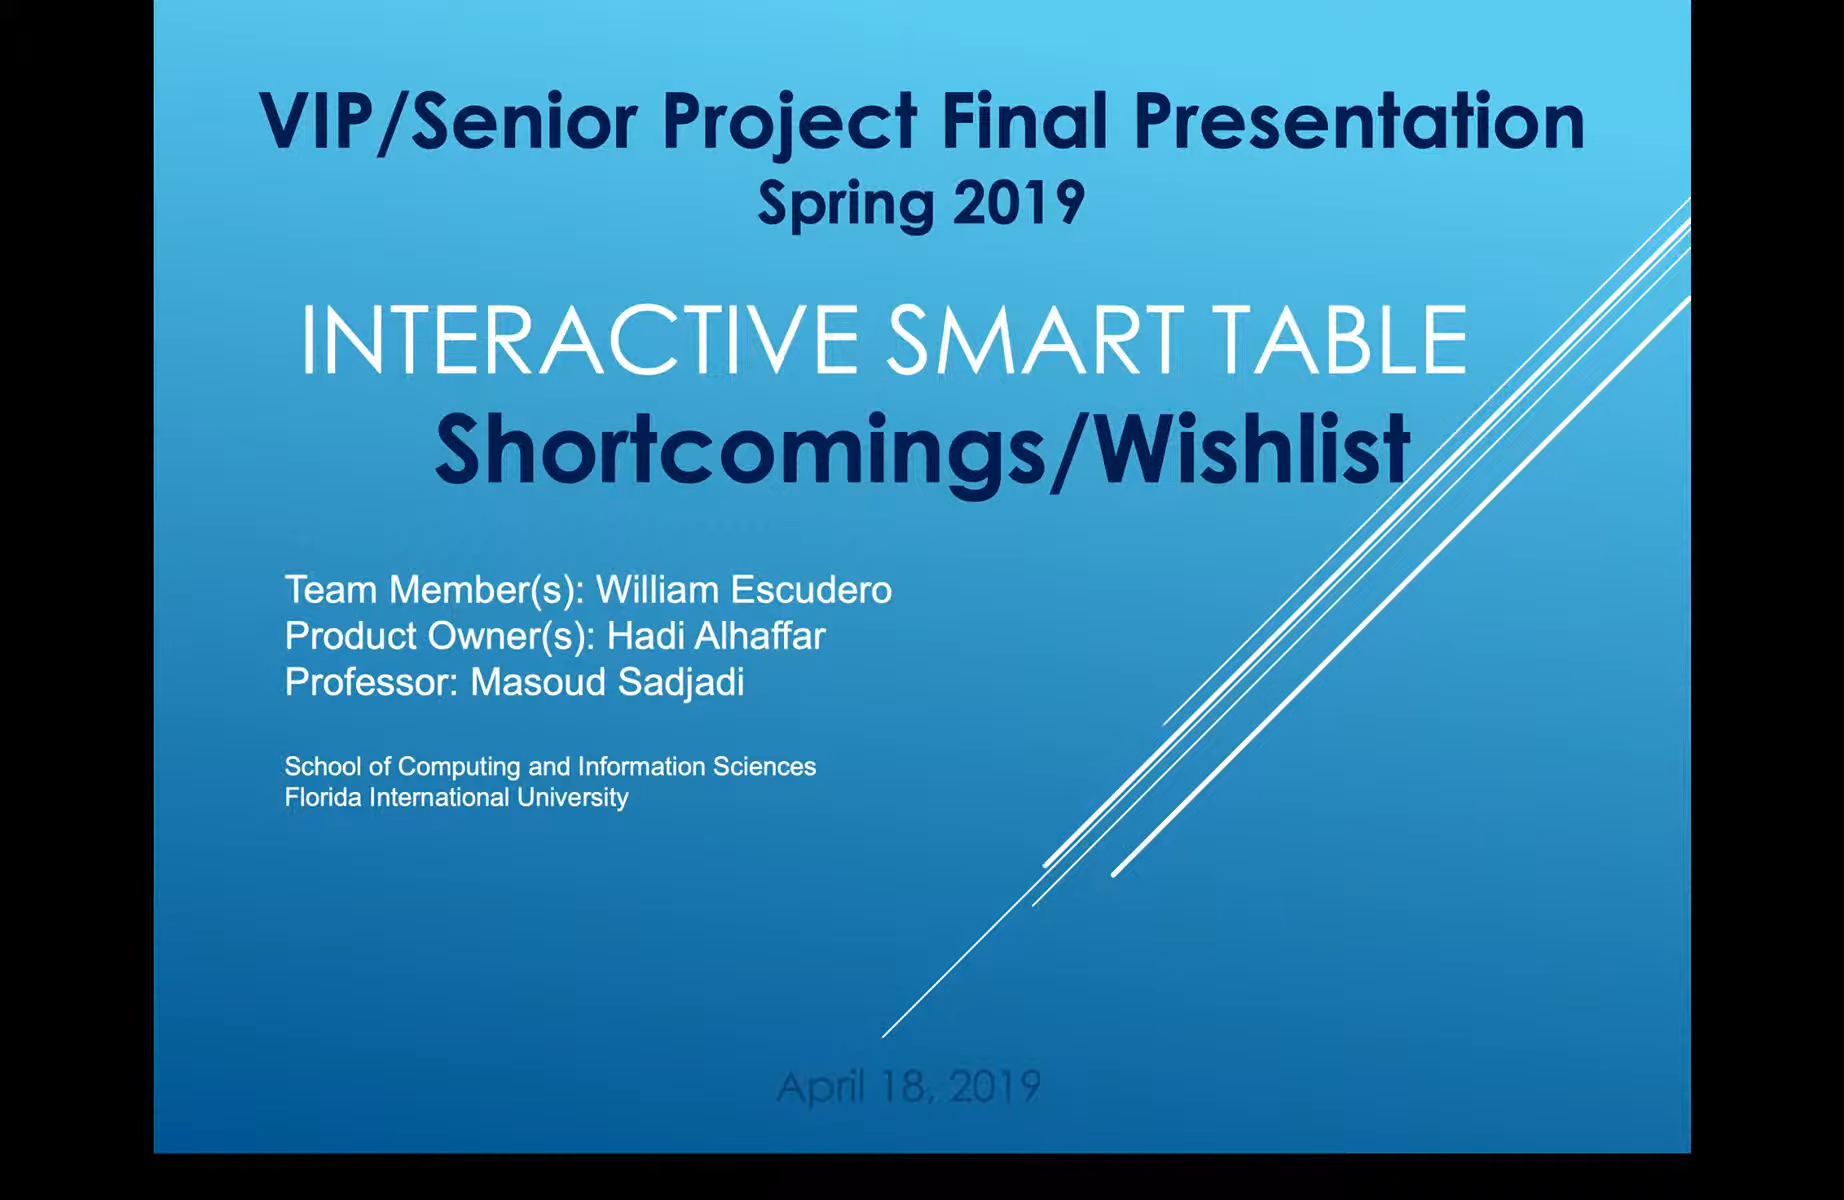 VIP/Senior Project Final Presentation
Spring 2019
INTERACTIVE SMART TABLE
Shortcomings/Wishlist
Team Member(s): William Escudero
Product Owner(s): Hadi Alhaffar
Professor: Masoud Sadjadi
School of Computing and Information Sciences
Florida International University
April 18, 2019